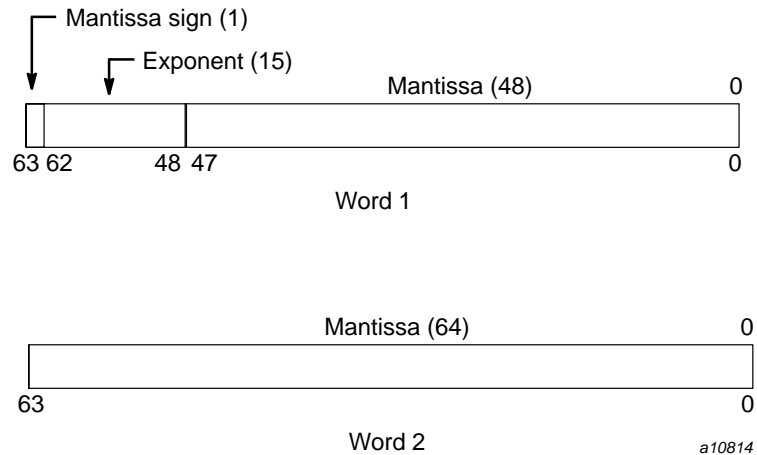 Mantissa sign (1)
Exponent (15)
Mantissa (48) 0
63 62 48 47 0
Word 1
Mantissa (64) 0
63 0
Word 2
a10814